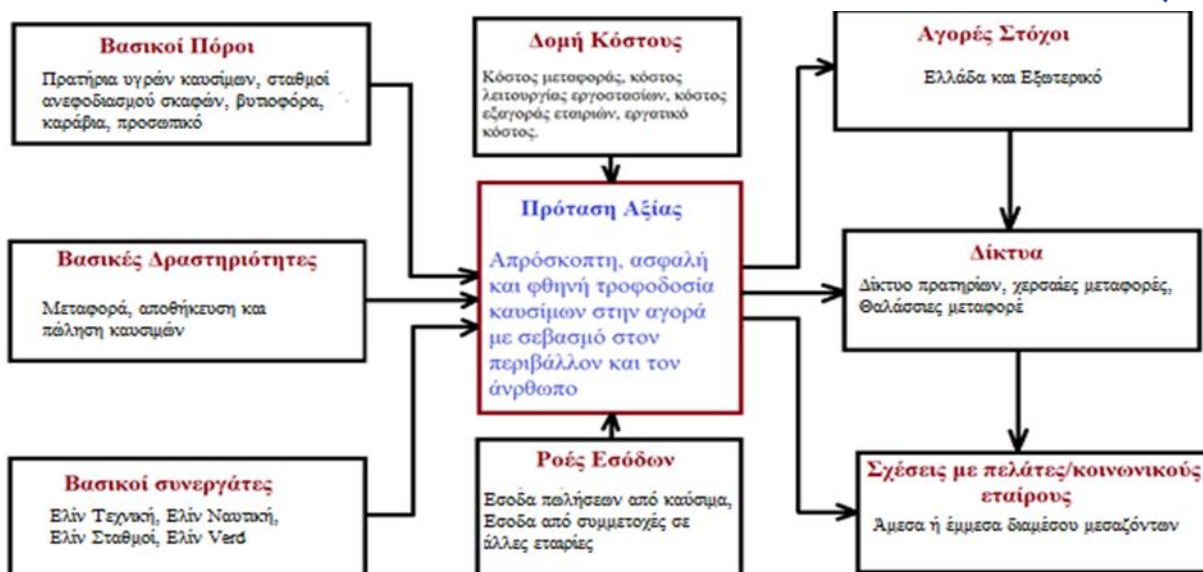 Βασικοί Πόροι
Πρατήρια υγρών καυσίμων, σταθμοί
ανεφοδιασμού σκαφών, βυτιοφόρα,
καράβια, προσωπικό
Δομή Κόστους
Κόστος μεταφοράς, κόστος
λειτουργίας εργοστασίων, κόστος
εξαγοράς εταιριών, εργατικό
κόστος.
Αγορές Στόχοι
Ελλάδα και Εξωτερικό
Βασικές Δραστηριότητες
Μεταφορά, αποθήκευση και
πώληση καυσιμών
Πρόταση Αξίας
Απρόσκοπτη, ασφαλή
και φθηνή τροφοδοσία
καυσίμων στην αγορά
με σεβασμό στον
περιβάλλον και τον
άνρθωπο
Δίκτυα
Δίκτυο πρατηρίων, χερσαίες μεταφορές,
Θαλάσσιες μεταφορέ
Βασικοί συνεργάτες
Ελίν Τεχνική, Ελίν Ναυτική,
Ελίν Σταθμοί, Ελίν Verd
Ροές Εσόδων
Εσοδα πωλήσεων από καύσιμα,
Εσοδα από συμμετοχές σε
άλλες εταιρίες
Σχέσεις με πελάτες/κοινωνικούς
εταίρους
Άμεσα ή έμμεσα διαμέσου μεσαζόντων